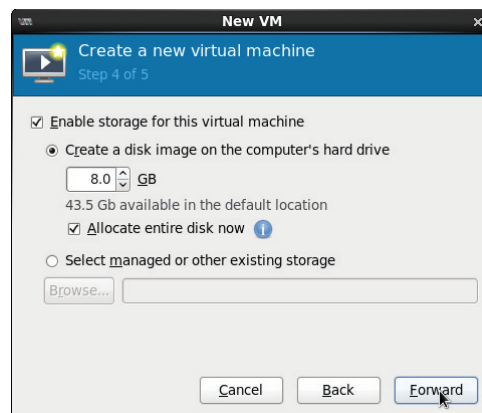 New VM
Create a new virtual machine
Step 4 of 5
Enable storage for this virtual machine
Create a disk image on the computer's hard drive
8.0 GB
43.5 Gb available in the default location
Allocate entire disk now
Select managed or other existing storage
Browse...
Cancel Back Forward